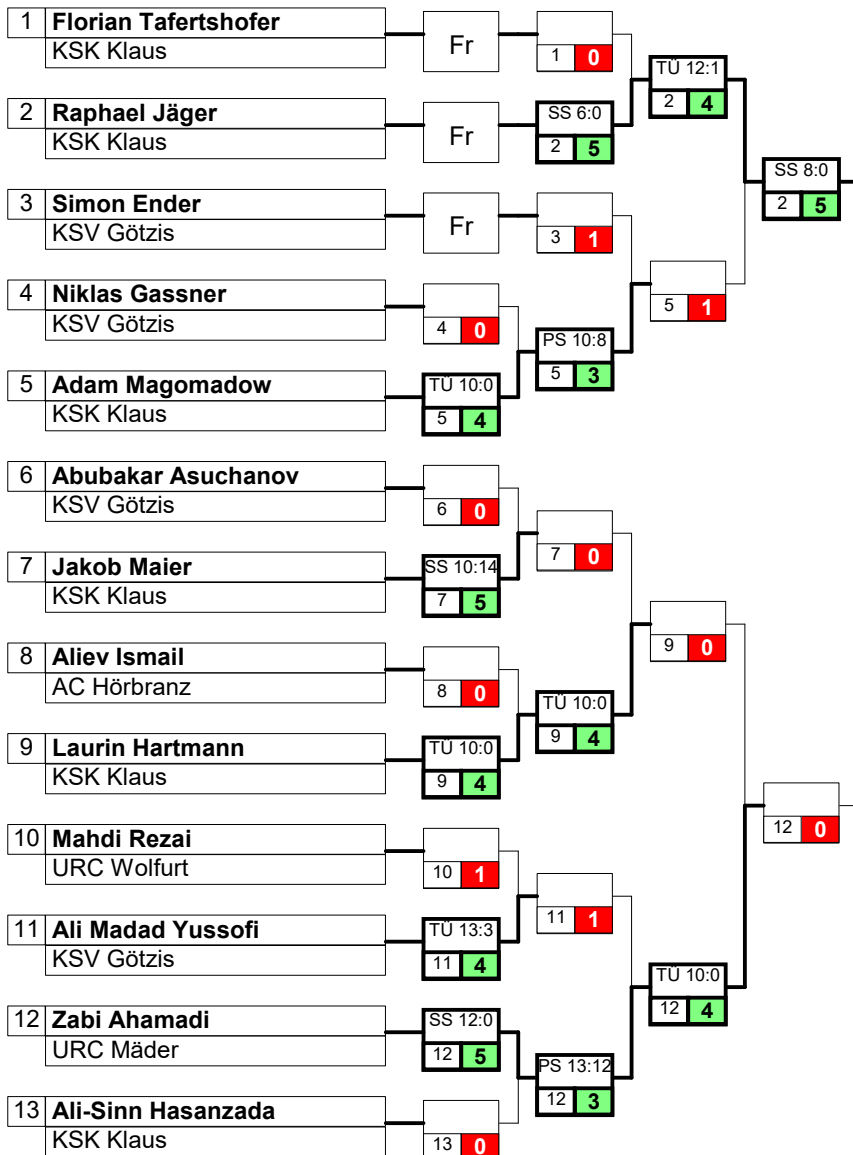 1 Florian Tafertshofer
KSK Klaus
Fr
1 0
TÜ 12:1
2 4
2 Raphael Jäger
KSK Klaus
Fr
SS 6:0
2 5
SS 8:0
2 5
3 Simon Ender
KSV Götzis
Fr
3 1
4 Niklas Gassner
KSV Götzis
4 0
5 1
PS 10:8
5 3
5 Adam Magomadow
KSK Klaus
TÜ 10:0
5 4
6 Abubakar Asuchanov
KSV Götzis
6 0
7 0
7 Jakob Maier
KSK Klaus
SS 10:14
7 5
9 0
8 Aliev Ismail
AC Hörbranz
8 0
TÜ 10:0
9 4
9 Laurin Hartmann
KSK Klaus
TÜ 10:0
9 4
12 0
10 Mahdi Rezai
URC Wolfurt
10 1
11 1
11 Ali Madad Yussofi
KSV Götzis
TÜ 13:3
11 4
TÜ 10:0
12 4
12 Zabi Ahamadi
URC Mäder
SS 12:0
12 5
PS 13:12
12 3
13 Ali-Sinn Hasanzada
KSK Klaus
13 0